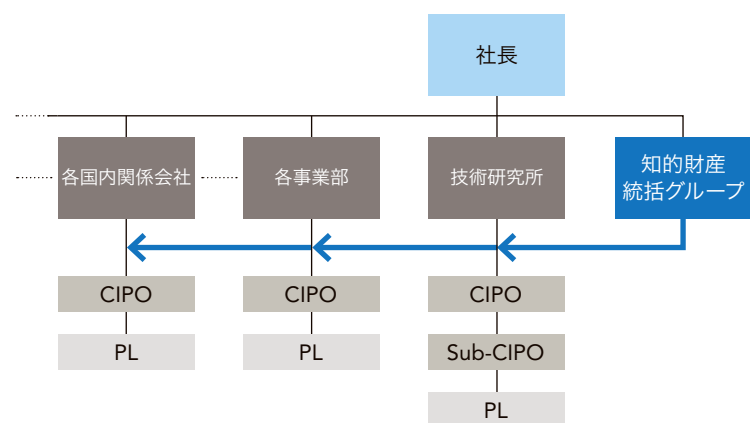 社長
各国内関係会社
各事業部
技術研究所
知的財産
統括グループ
CIPO
CIPO
CIPO
PL
PL
Sub-CIPO
PL